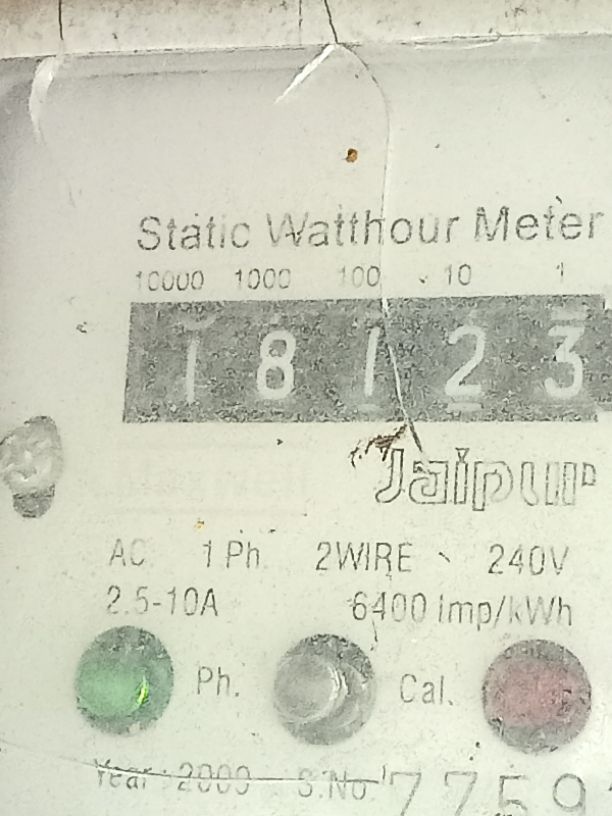 Static Watthour Meter
10000 1000 100 10 1
1 8 1 2 3
Jaipur
AC 1 Ph. 2WIRE 240V
2.5-10A 6400 imp/kWh
Ph. Cal.
Year : 2009 S.No. 7759